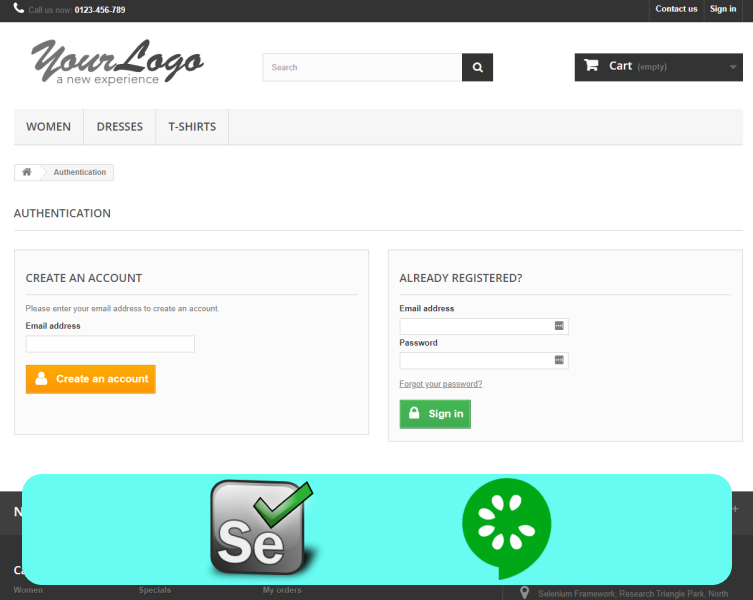 Call us now: 0123-456-789
Contact us
Sign in
YourLogo
a new experience
Search
Cart (empty)
WOMEN
DRESSES
T-SHIRTS
Authentication
AUTHENTICATION
CREATE AN ACCOUNT
Please enter your email address to create an account.
Email address
Create an account
ALREADY REGISTERED?
Email address
Password
Forgot your password?
Sign in
Se
Women
Specials
My orders
Selenium Framework, Research Triangle Park, North